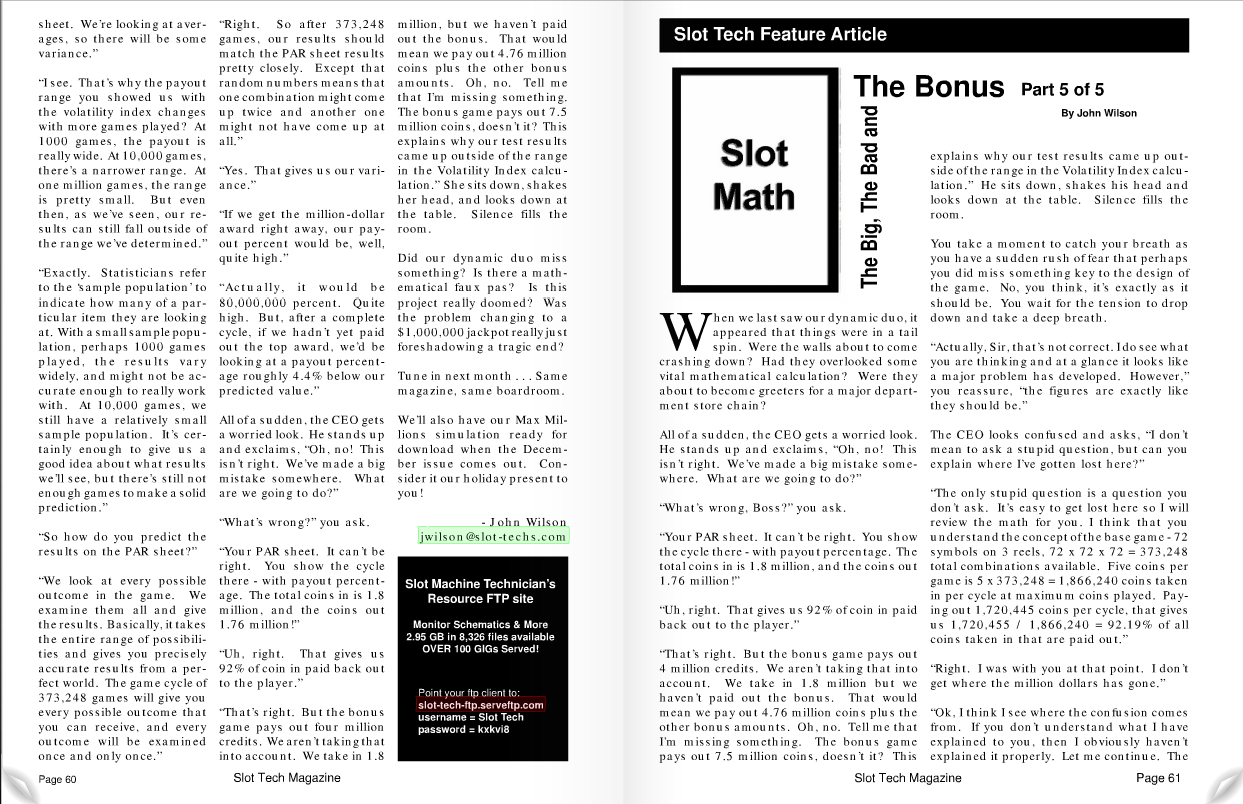 sheet. We're looking at aver-
ages, so there will be some
variance."
"I see. That's why the payout
range you showed us with
the volatility index changes
with more games played? At
1000 games, the payout is
really wide. At 10,000 games,
there's a narrower range. At
one million games, the range
is pretty small. But even
then, as we've seen, our re-
sults can still fall outside of
the range we've determined."
"Exactly. Statisticians refer
to the 'sample population' to
indicate how many of a par-
ticular item they are looking
at. With a small sample popu-
lation, perhaps 1000 games
played, the results vary
widely, and might not be ac-
curate enough to really work
with. At 10,000 games, we
still have a relatively small
sample population. It's cer-
tainly enough to give us a
good idea about what results
we'll see, but there's still not
enough games to make a solid
prediction."
"So how do you predict the
results on the PAR sheet?"
"We look at every possible
outcome in the game. We
examine them all and give
the results. Basically, it takes
the entire range of possibili-
ties and gives you precisely
accurate results from a per-
fect world. The game cycle of
373,248 games will give you
every possible outcome that
you can receive, and every
outcome will be examined
once and only once."
"Right. So after 373,248
games, our results should
match the PAR sheet results
pretty closely. Except that
random numbers means that
one combination might come
up twice and another one
might not have come up at
all."
"Yes. That gives us our vari-
ance."
"If we get the million-dollar
award right away, our pay-
out percent would be, well,
quite high."
"Actually, it would be
80,000,000 percent. Quite
high. But, after a complete
cycle, if we hadn't yet paid
out the top award, we'd be
looking at a payout percent-
age roughly 4.4% below our
predicted value."
All of a sudden, the CEO gets
a worried look. He stands up
and exclaims, "Oh, no! This
isn't right. We've made a big
mistake somewhere. What
are we going to do?"
"What's wrong?" you ask.
"Your PAR sheet. It can't be
right. You show the cycle
there - with payout percent-
age. The total coins in is 1.8
million, and the coins out
1.76 million!"
"Uh, right. That gives us
92% of coin in paid back out
to the player."
"That's right. But the bonus
game pays out four million
credits. We aren't taking that
into account. We take in 1.8
million, but we haven't paid
out the bonus. That would
mean we pay out 4.76 million
coins plus the other bonus
amounts. Oh, no. Tell me
that I'm missing something.
The bonus game pays out 7.5
million coins, doesn't it? This
explains why our test results
came up outside of the range
in the Volatility Index calcu-
lation." She sits down, shakes
her head, and looks down at
the table. Silence fills the
room.
Did our dynamic duo miss
something? Is there a math-
ematical faux pas? Is this
project really doomed? Was
the problem changing to a
$1,000,000 jackpot really just
foreshadowing a tragic end?
Tune in next month . . . Same
magazine, same boardroom.
We'll also have our Max Mil-
lions simulation ready for
download when the Decem-
ber issue comes out. Con-
sider it our holiday present to
you!
- John Wilson
jwilson@slot-techs.com
Slot Machine Technician's
Resource FTP site
Monitor Schematics & More
2.95 GB in 8,326 files available
OVER 100 GIGs Served!
Point your ftp client to:
slot-tech-ftp.serveftp.com
username = Slot Tech
password = kxkvi8
Page 60
Slot Tech Magazine
Slot Tech Feature Article
Slot
Math
The Big, The Bad and
The Bonus Part 5 of 5
By John Wilson
When we last saw our dynamic duo, it
appeared that things were in a tail
spin. Were the walls about to come
crashing down? Had they overlooked some
vital mathematical calculation? Were they
about to become greeters for a major depart-
ment store chain?
All of a sudden, the CEO gets a worried look.
He stands up and exclaims, "Oh, no! This
isn't right. We've made a big mistake some-
where. What are we going to do?"
"What's wrong, Boss?" you ask.
"Your PAR sheet. It can't be right. You show
the cycle there - with payout percentage. The
total coins in is 1.8 million, and the coins out
1.76 million!"
"Uh, right. That gives us 92% of coin in paid
back out to the player."
"That's right. But the bonus game pays out
4 million credits. We aren't taking that into
account. We take in 1.8 million but we
haven't paid out the bonus. That would
mean we pay out 4.76 million coins plus the
other bonus amounts. Oh, no. Tell me that
I'm missing something. The bonus game
pays out 7.5 million coins, doesn't it? This
explains why our test results came up out-
side of the range in the Volatility Index calcu-
lation." He sits down, shakes his head and
looks down at the table. Silence fills the
room.
You take a moment to catch your breath as
you have a sudden rush of fear that perhaps
you did miss something key to the design of
the game. No, you think, it's exactly as it
should be. You wait for the tension to drop
down and take a deep breath.
"Actually, Sir, that's not correct. I do see what
you are thinking and at a glance it looks like
a major problem has developed. However,"
you reassure, "the figures are exactly like
they should be."
The CEO looks confused and asks, "I don't
mean to ask a stupid question, but can you
explain where I've gotten lost here?"
"The only stupid question is a question you
don't ask. It's easy to get lost here so I will
review the math for you. I think that you
understand the concept of the base game - 72
symbols on 3 reels, 72 x 72 x 72 = 373,248
total combinations available. Five coins per
game is 5 x 373,248 = 1,866,240 coins taken
in per cycle at maximum coins played. Pay-
ing out 1,720,445 coins per cycle, that gives
us 1,720,455 / 1,866,240 = 92.19% of all
coins taken in that are paid out."
"Right. I was with you at that point. I don't
get where the million dollars has gone."
"Ok, I think I see where the confusion comes
from. If you don't understand what I have
explained to you, then I obviously haven't
explained it properly. Let me continue. The
Slot Tech Magazine
Page 61